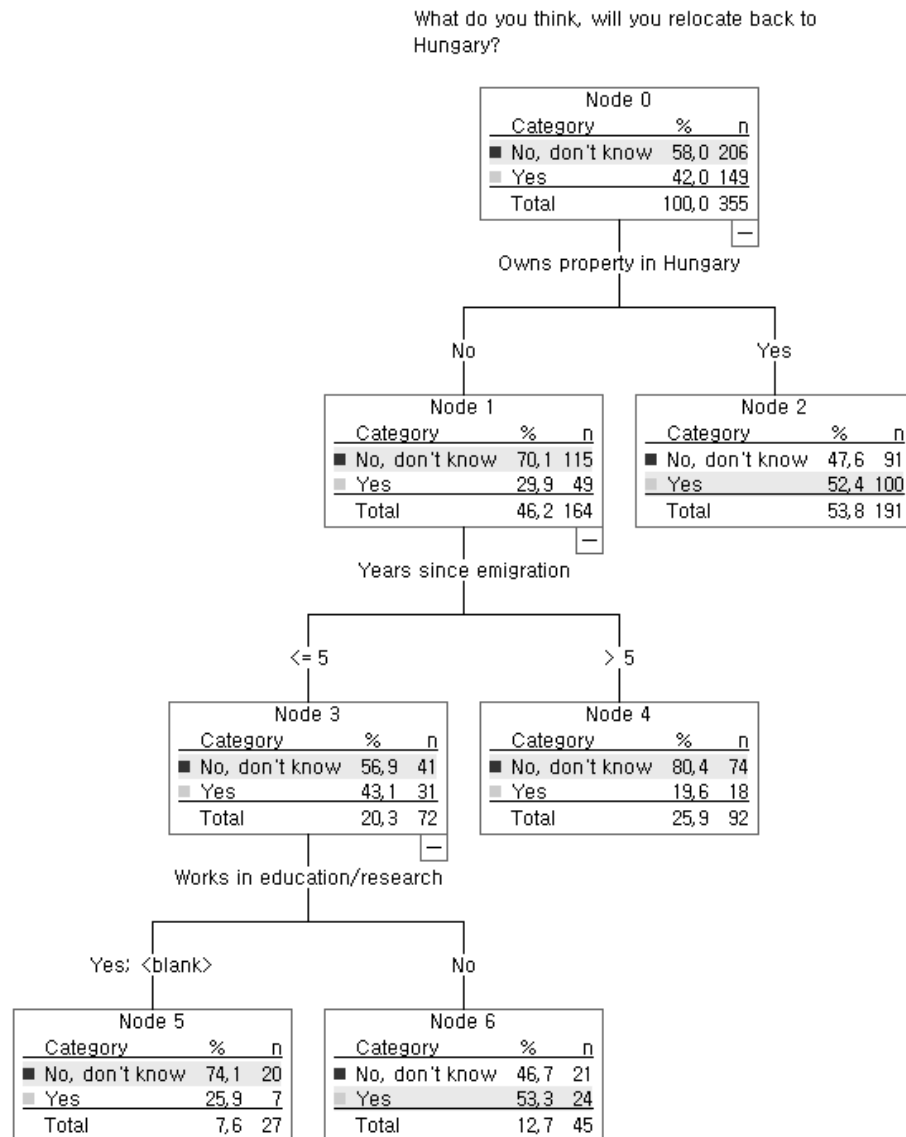 What do you think, will you relocate back to
Hungary?
Node 0
Category % n
No, don't know 58,0 206
Yes 42,0 149
Total 100,0 355
Owns property in Hungary
No
Yes
Node 1
Category % n
No, don't know 70,1 115
Yes 29,9 49
Total 46,2 164
Node 2
Category % n
No, don't know 47,6 91
Yes 52,4 100
Total 53,8 191
Years since emigration
<= 5
> 5
Node 3
Category % n
No, don't know 56,9 41
Yes 43,1 31
Total 20,3 72
Node 4
Category % n
No, don't know 80,4 74
Yes 19,6 18
Total 25,9 92
Works in education/research
Yes; <blank>
No
Node 5
Category % n
No, don't know 74,1 20
Yes 25,9 7
Total 7,6 27
Node 6
Category % n
No, don't know 46,7 21
Yes 53,3 24
Total 12,7 45